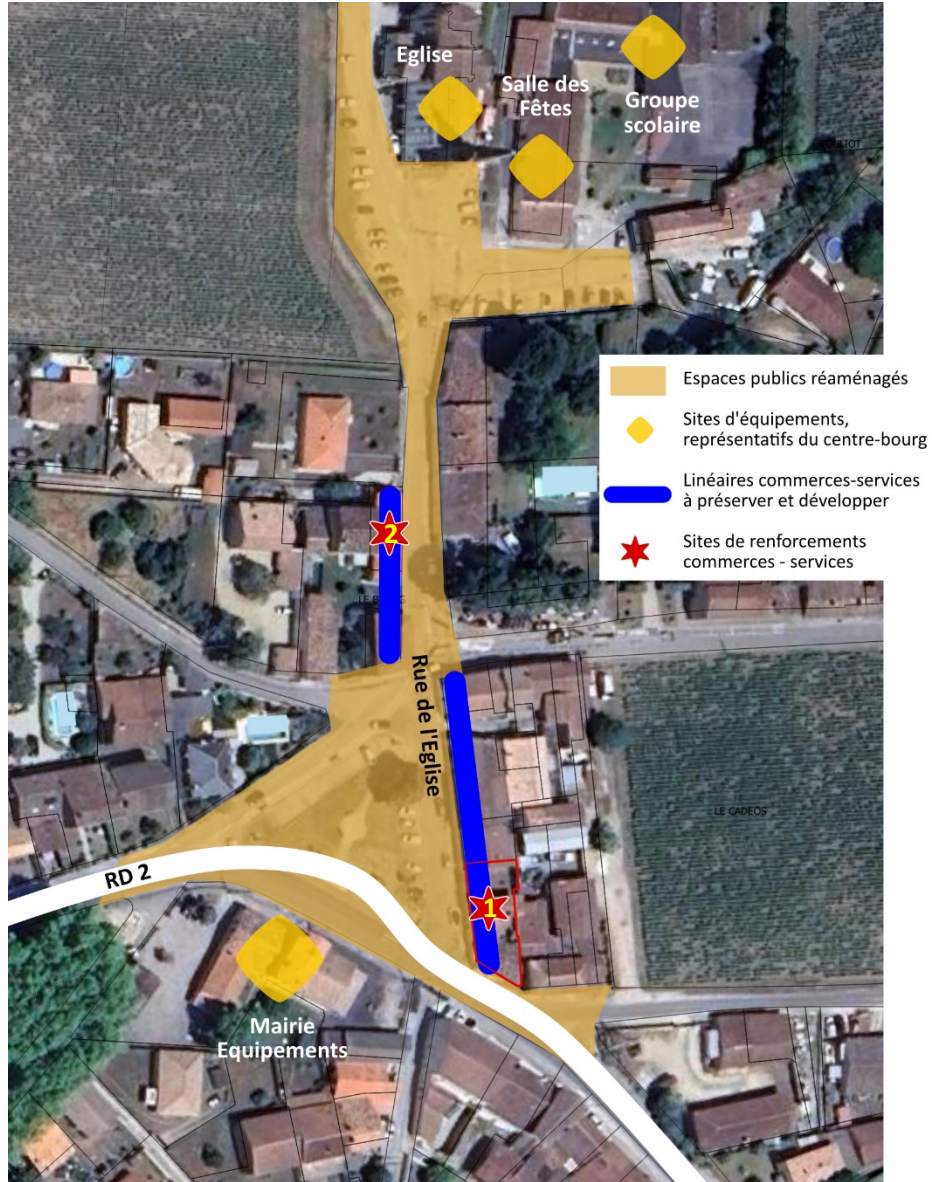 Eglise
Salle des
Fêtes
Groupe
scolaire
Espaces publics réaménagés
Sites d'équipements,
représentatifs du centre-bourg
Linéaires commerces-services
à préserver et développer
Sites de renforcements
commerces - services
2
Rue de l'Eglise
LE CADEOS
RD 2
1
Mairie
Equipements